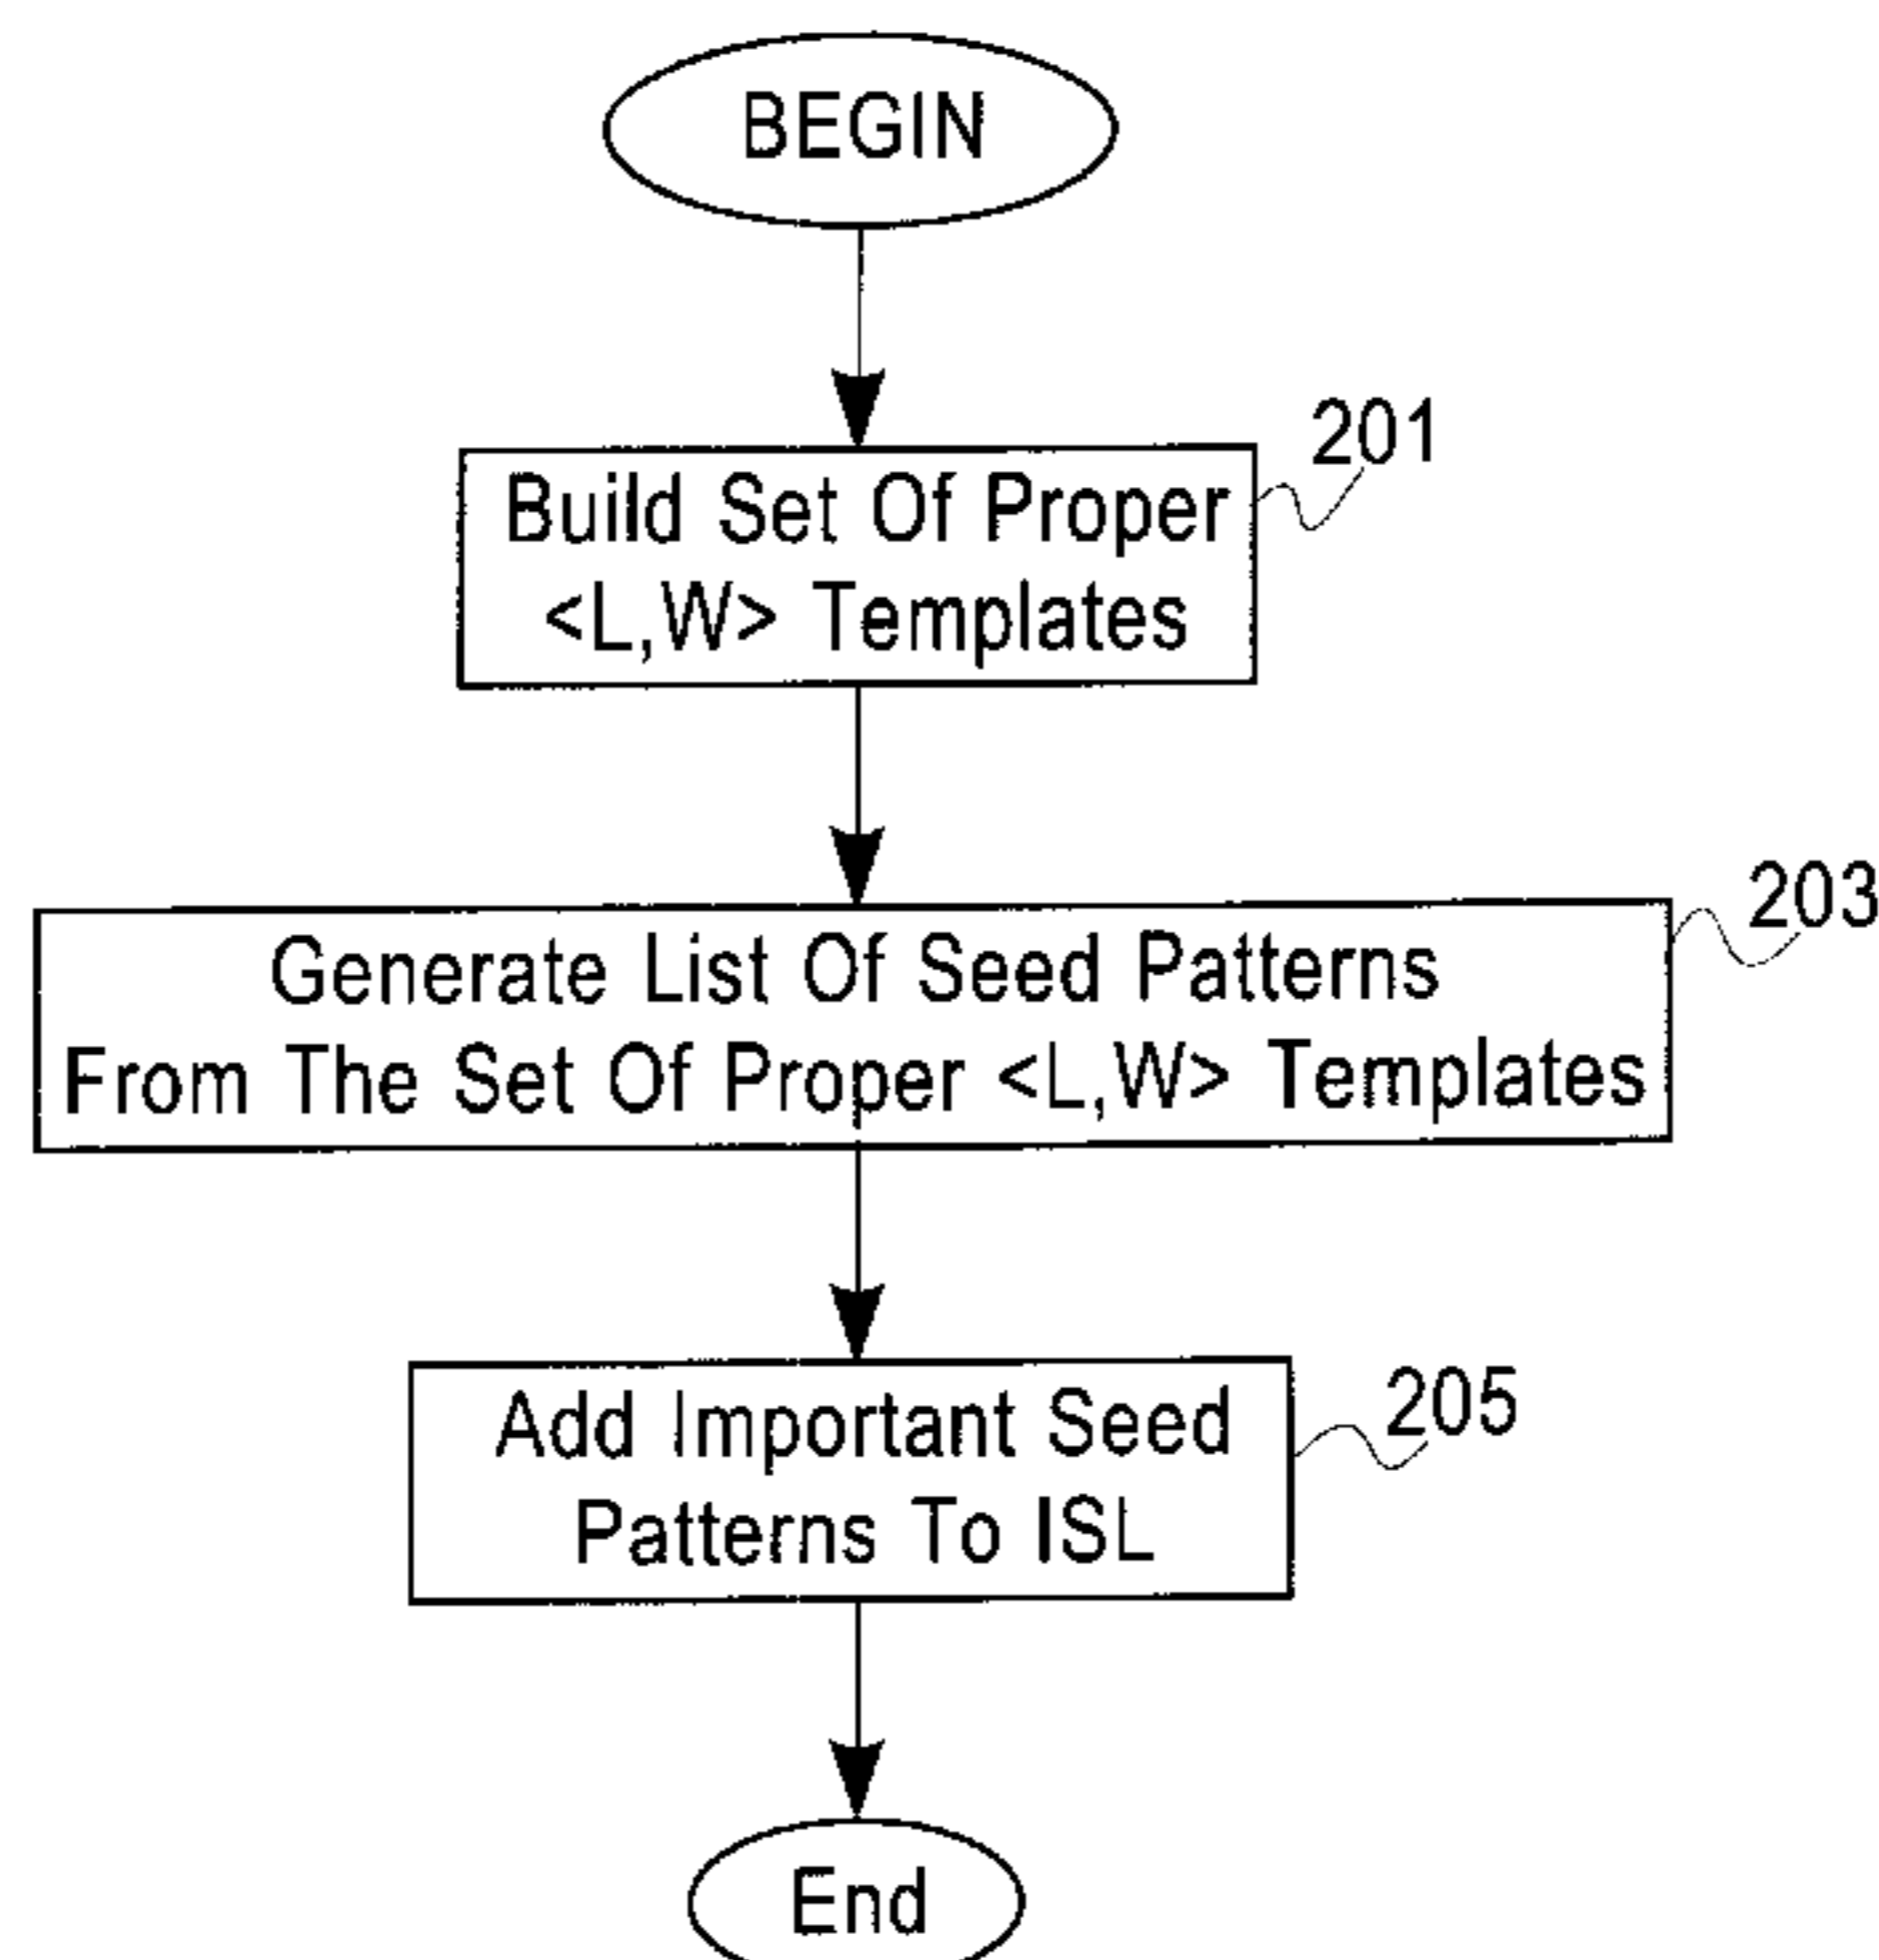 BEGIN
201
Build Set Of Proper
<L,W> Templates
203
Generate List Of Seed Patterns
From The Set Of Proper <L,W> Templates
205
Add Important Seed
Patterns To ISL
End